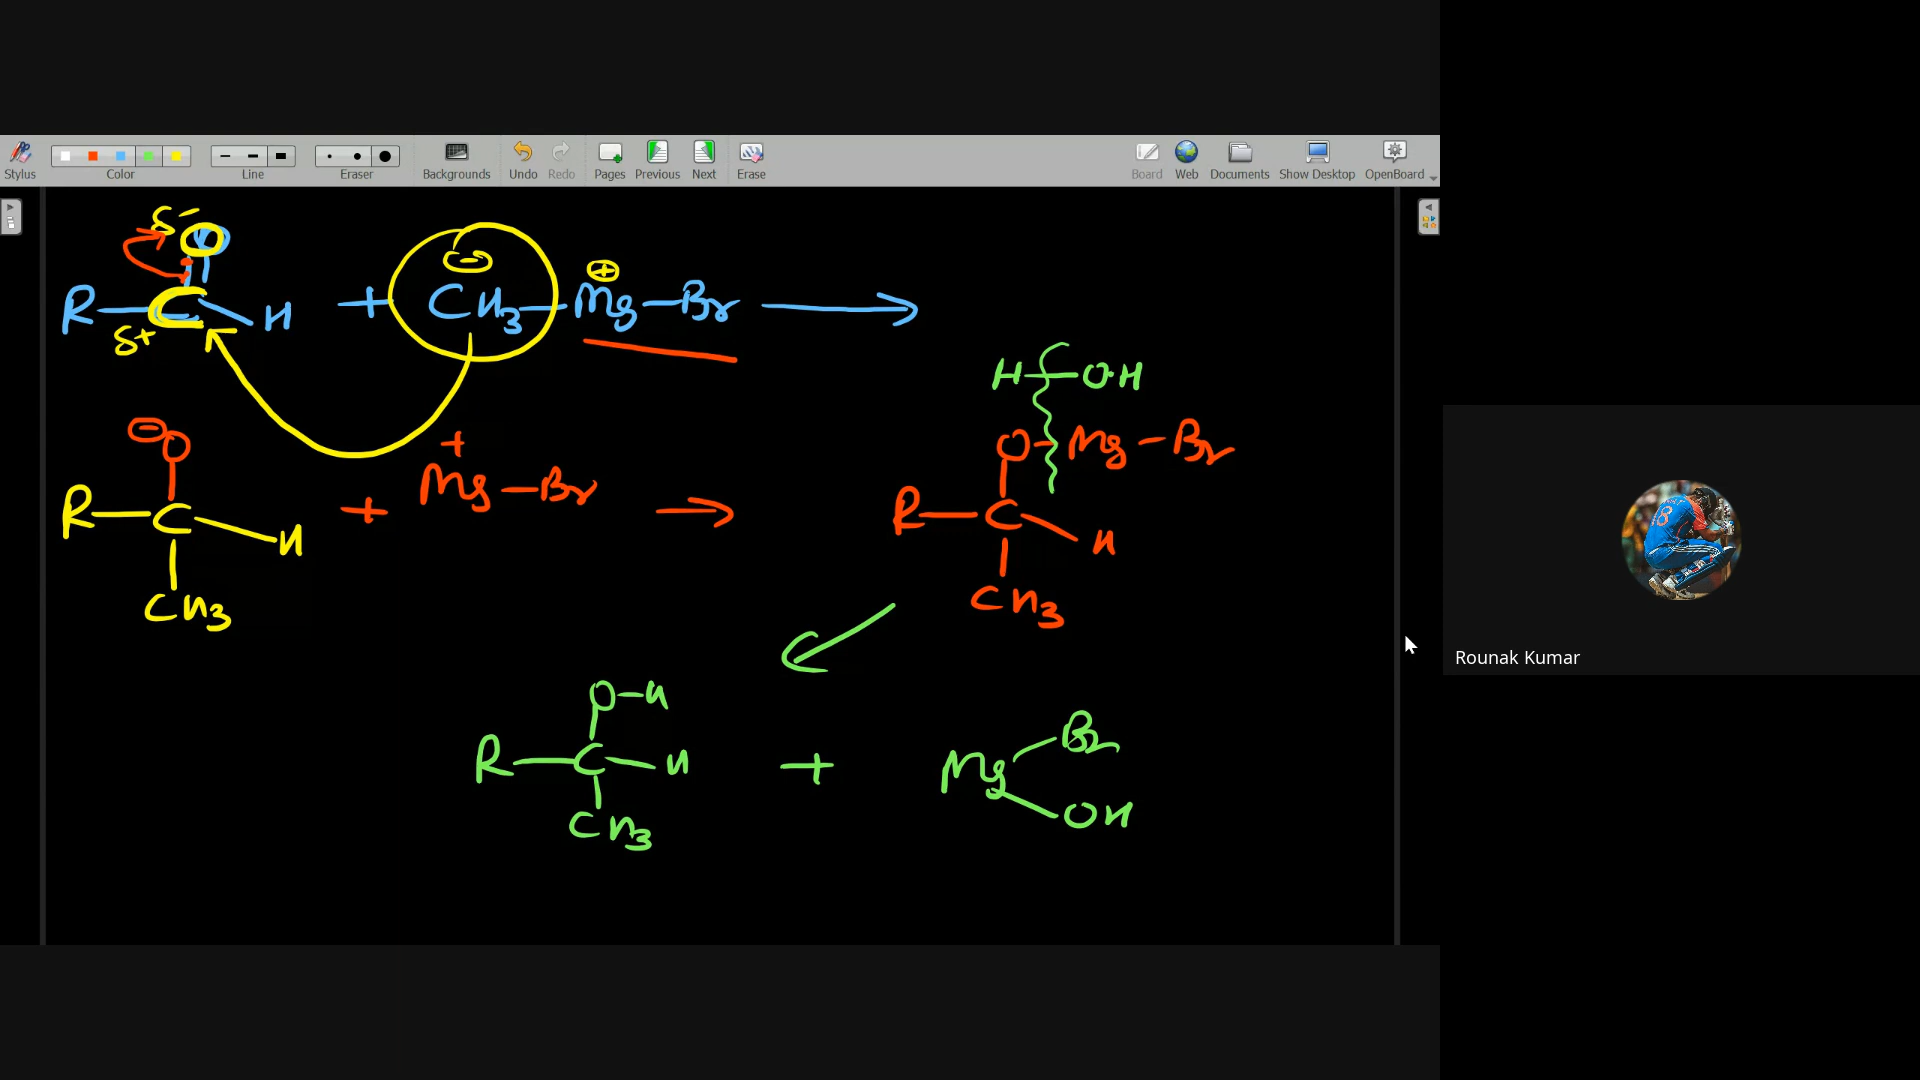 Stylus Color Line Eraser Backgrounds Undo Redo Pages Previous Next Erase Board Web Documents Show Desktop OpenBoard
δ-
O
⊖ ⊕
R-C-H + CH3-Mg-Br →
δ+
H-OH
⊖O + O-Mg-Br
R-C-H + Mg-Br → R-C-H
CH3 CH3
O-H
R-C-H + Mg Br
OH
CH3
Rounak Kumar